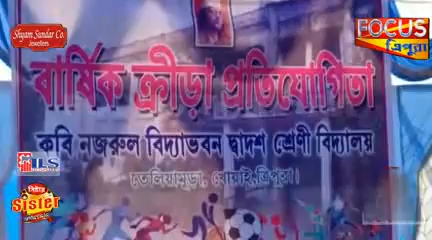 Shyam Sundar Co.
Jewellers
FOCUS
ত্রিপুরা
বার্ষিক ক্রীড়া প্রতিযোগিতা
কবি নজরুল বিদ্যাভবন দ্বাদশ শ্রেণী বিদ্যালয়
তেলিয়ামুড়া, খোয়াই, ত্রিপুরা।
ILS
Sister